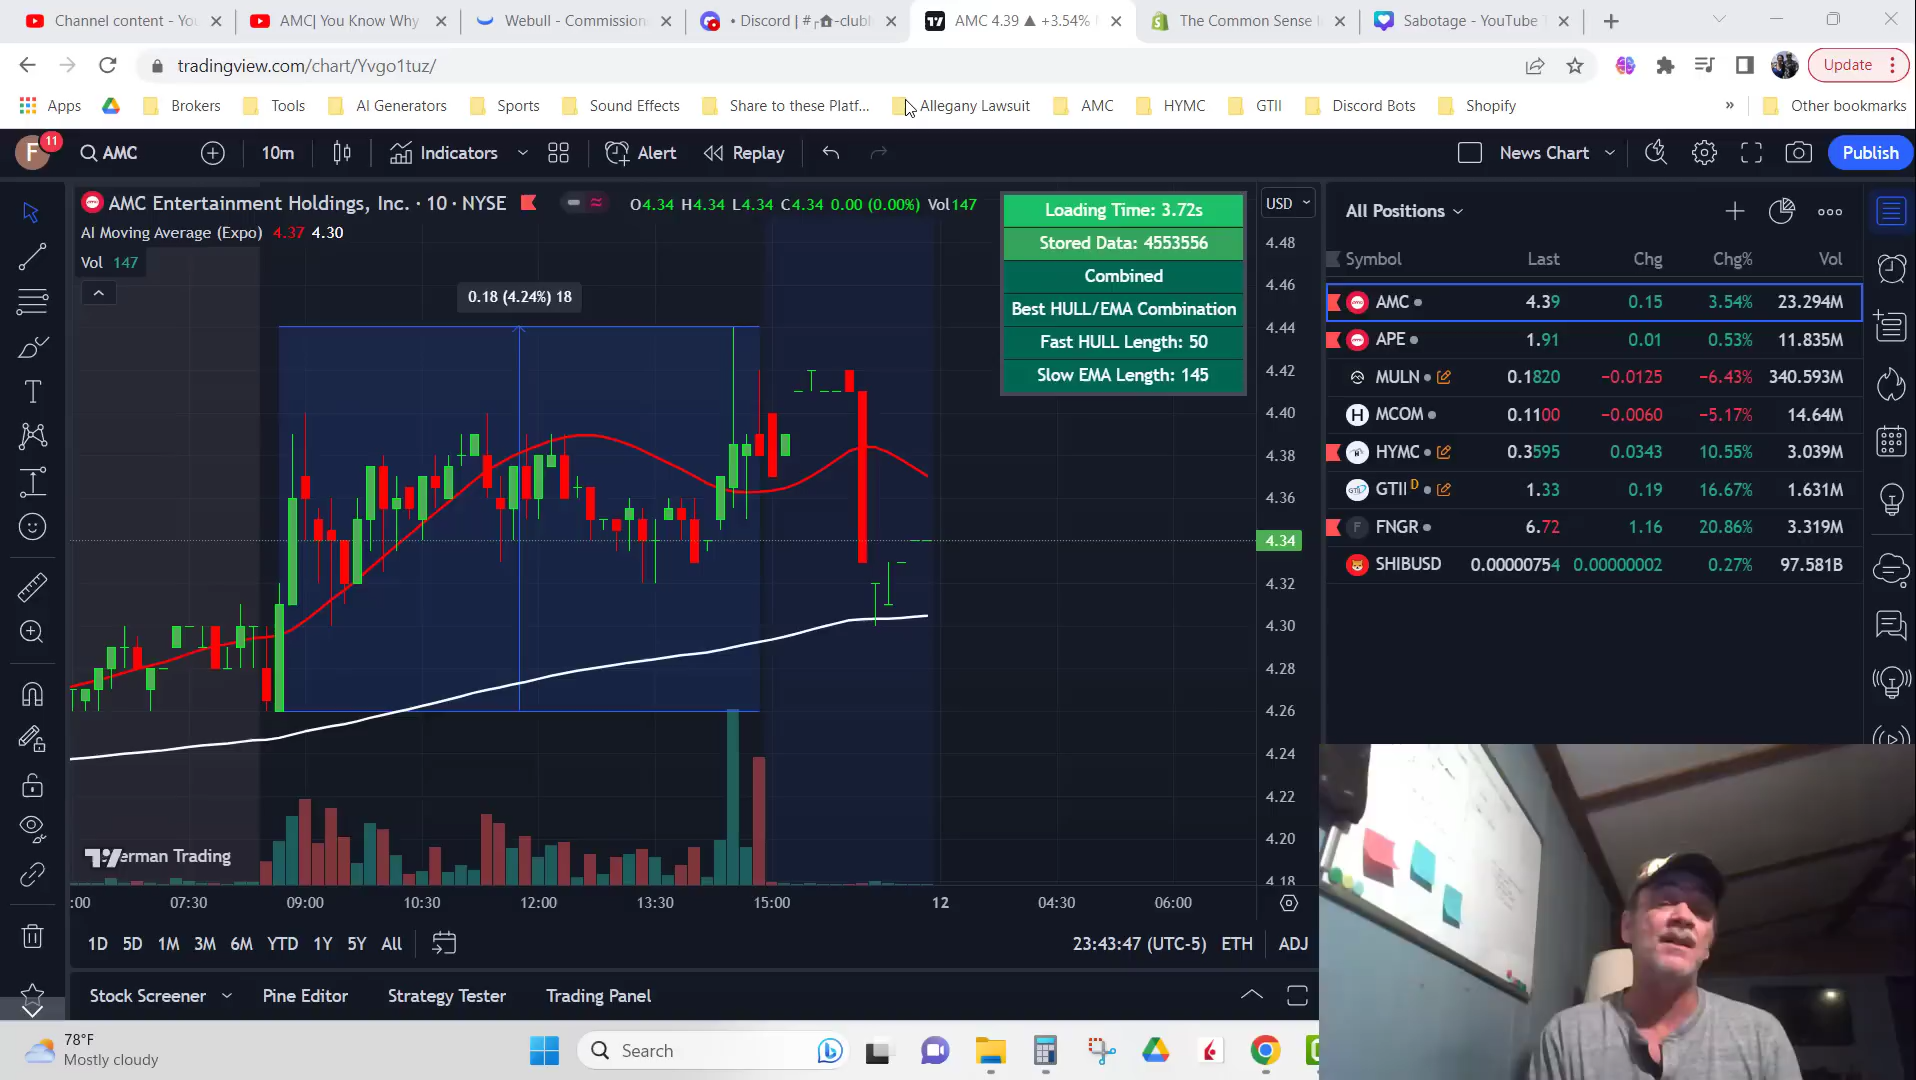 Channel content - You
AMC| You Know Why
Webull - Commission
• Discord | #
-clubh
AMC 4.39 ▲ +3.54%
The Common Sense I
Sabotage - YouTube T
tradingview.com/chart/Yvgo1tuz/
Update
Apps
Brokers
Tools
AI Generators
Sports
Sound Effects
Share to these Platf...
Allegany Lawsuit
AMC
HYMC
GTII
Discord Bots
Shopify
»
Other bookmarks
F
11
AMC
10m
Indicators
Alert
Replay
News Chart
Publish
AMC Entertainment Holdings, Inc. · 10 · NYSE
O4.34 H4.34 L4.34 C4.34 0.00 (0.00%) Vol147
AI Moving Average (Expo) 4.37 4.30
Vol 147
0.18 (4.24%) 18
Loading Time: 3.72s
Stored Data: 4553556
Combined
Best HULL/EMA Combination
Fast HULL Length: 50
Slow EMA Length: 145
USD
4.48
4.46
4.44
4.42
4.40
4.38
4.36
4.34
4.32
4.30
4.28
4.26
4.24
4.22
4.20
4.18
erman Trading
:00
07:30
09:00
10:30
12:00
13:30
15:00
12
04:30
06:00
1D 5D 1M 3M 6M YTD 1Y 5Y All
23:43:47 (UTC-5) ETH ADJ
Stock Screener
Pine Editor
Strategy Tester
Trading Panel
All Positions
Symbol Last Chg Chg% Vol
AMC 4.39 0.15 3.54% 23.294M
APE 1.91 0.01 0.53% 11.835M
MULN 0.1820 −0.0125 −6.43% 340.593M
MCOM 0.1100 −0.0060 −5.17% 14.64M
HYMC 0.3595 0.0343 10.55% 3.039M
GTII D 1.33 0.19 16.67% 1.631M
FNGR 6.72 1.16 20.86% 3.319M
SHIBUSD 0.00000754 0.00000002 0.27% 97.581B
78°F
Mostly cloudy
Search